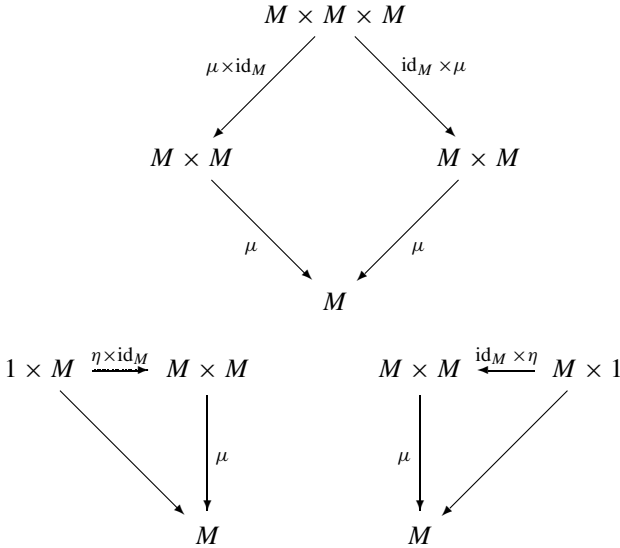 M × M × M
μ×id_M id_M ×μ
M × M M × M
μ μ
M
1 × M η×id_M M × M M × M id_M ×η M × 1
μ μ
M M